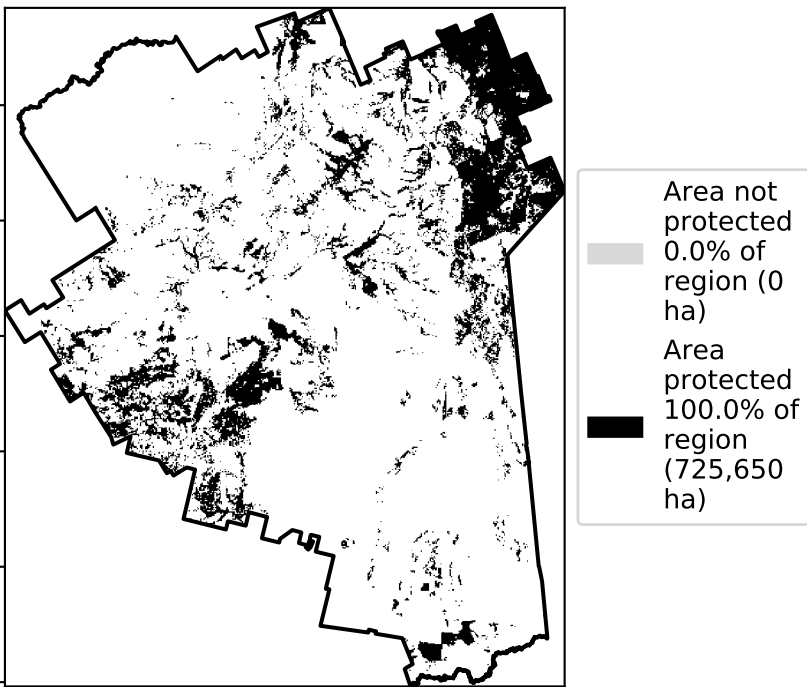 Area not
protected
0.0% of
region (0
ha)
Area
protected
100.0% of
region
(725,650
ha)